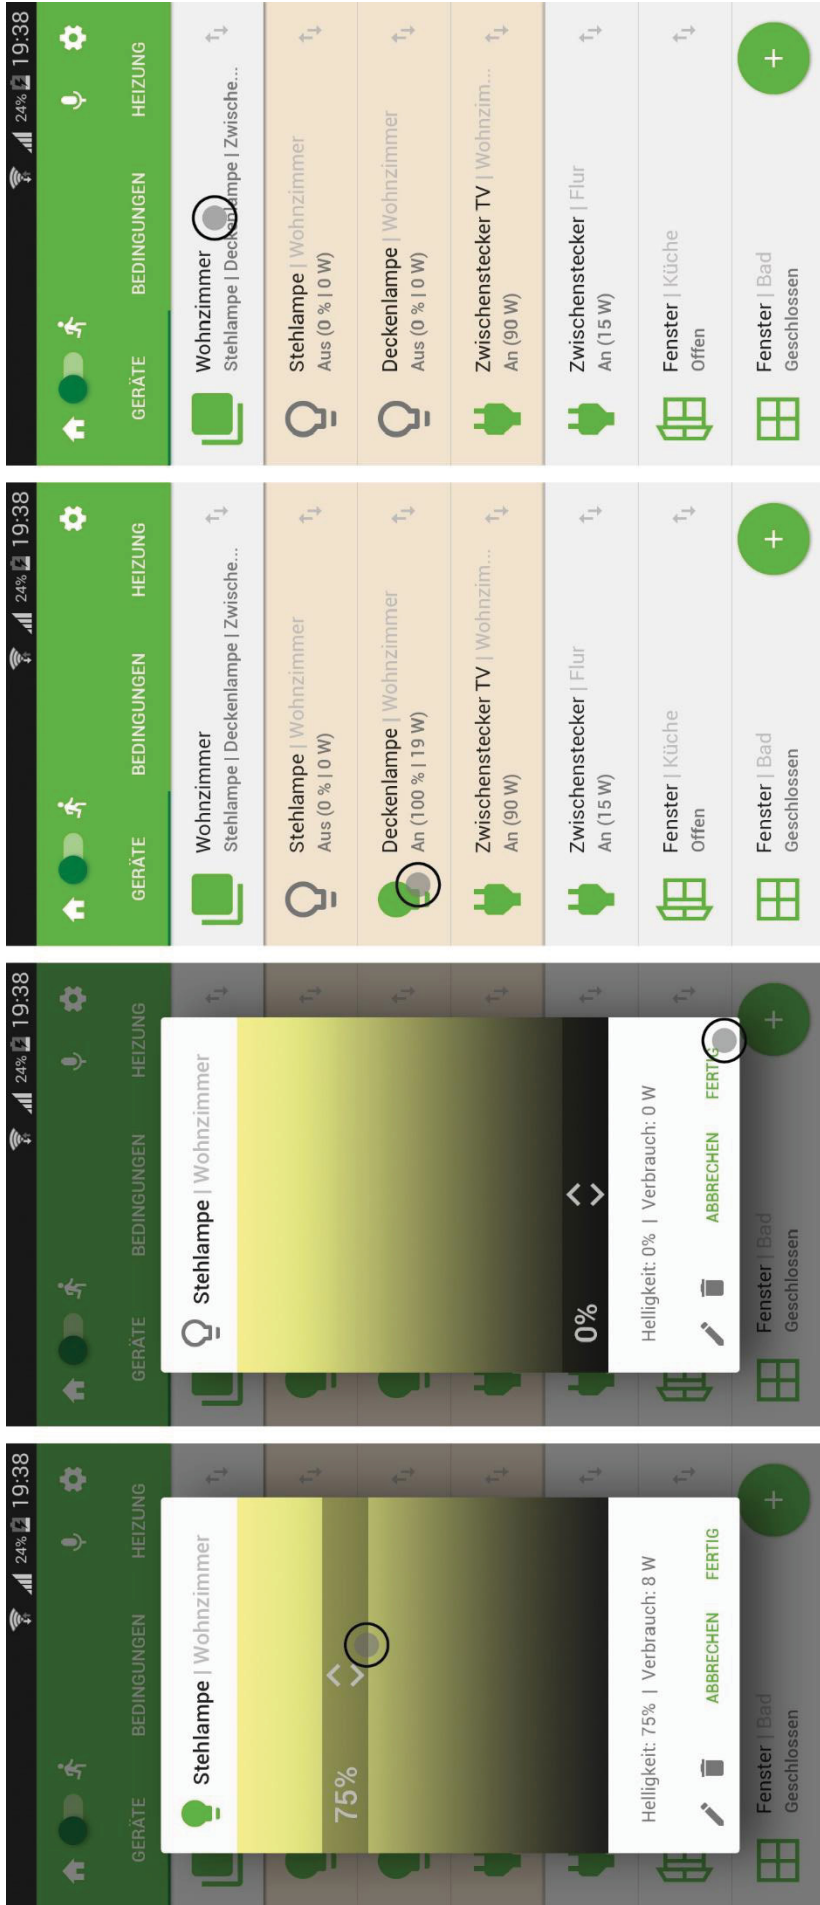 24% 19:38
GERÄTE BEDINGUNGEN HEIZUNG
Stehlampe | Wohnzimmer
75%
Helligkeit: 75% | Verbrauch: 8 W
ABBRECHEN FERTIG
Fenster | Bad
Geschlossen
+
24% 19:38
GERÄTE BEDINGUNGEN HEIZUNG
Stehlampe | Wohnzimmer
0%
Helligkeit: 0% | Verbrauch: 0 W
ABBRECHEN FERTIG
Fenster | Bad
Geschlossen
+
24% 19:38
GERÄTE BEDINGUNGEN HEIZUNG
Wohnzimmer
Stehlampe | Deckenlampe | Zwische...
Stehlampe | Wohnzimmer
Aus (0 % | 0 W)
Deckenlampe | Wohnzimmer
An (100 % | 19 W)
Zwischenstecker TV | Wohnzim...
An (90 W)
Zwischenstecker | Flur
An (15 W)
Fenster | Küche
Offen
Fenster | Bad
Geschlossen
+
24% 19:38
GERÄTE BEDINGUNGEN HEIZUNG
Wohnzimmer
Stehlampe | Deckenlampe | Zwische...
Stehlampe | Wohnzimmer
Aus (0 % | 0 W)
Deckenlampe | Wohnzimmer
Aus (0 % | 0 W)
Zwischenstecker TV | Wohnzim...
An (90 W)
Zwischenstecker | Flur
An (15 W)
Fenster | Küche
Offen
Fenster | Bad
Geschlossen
+